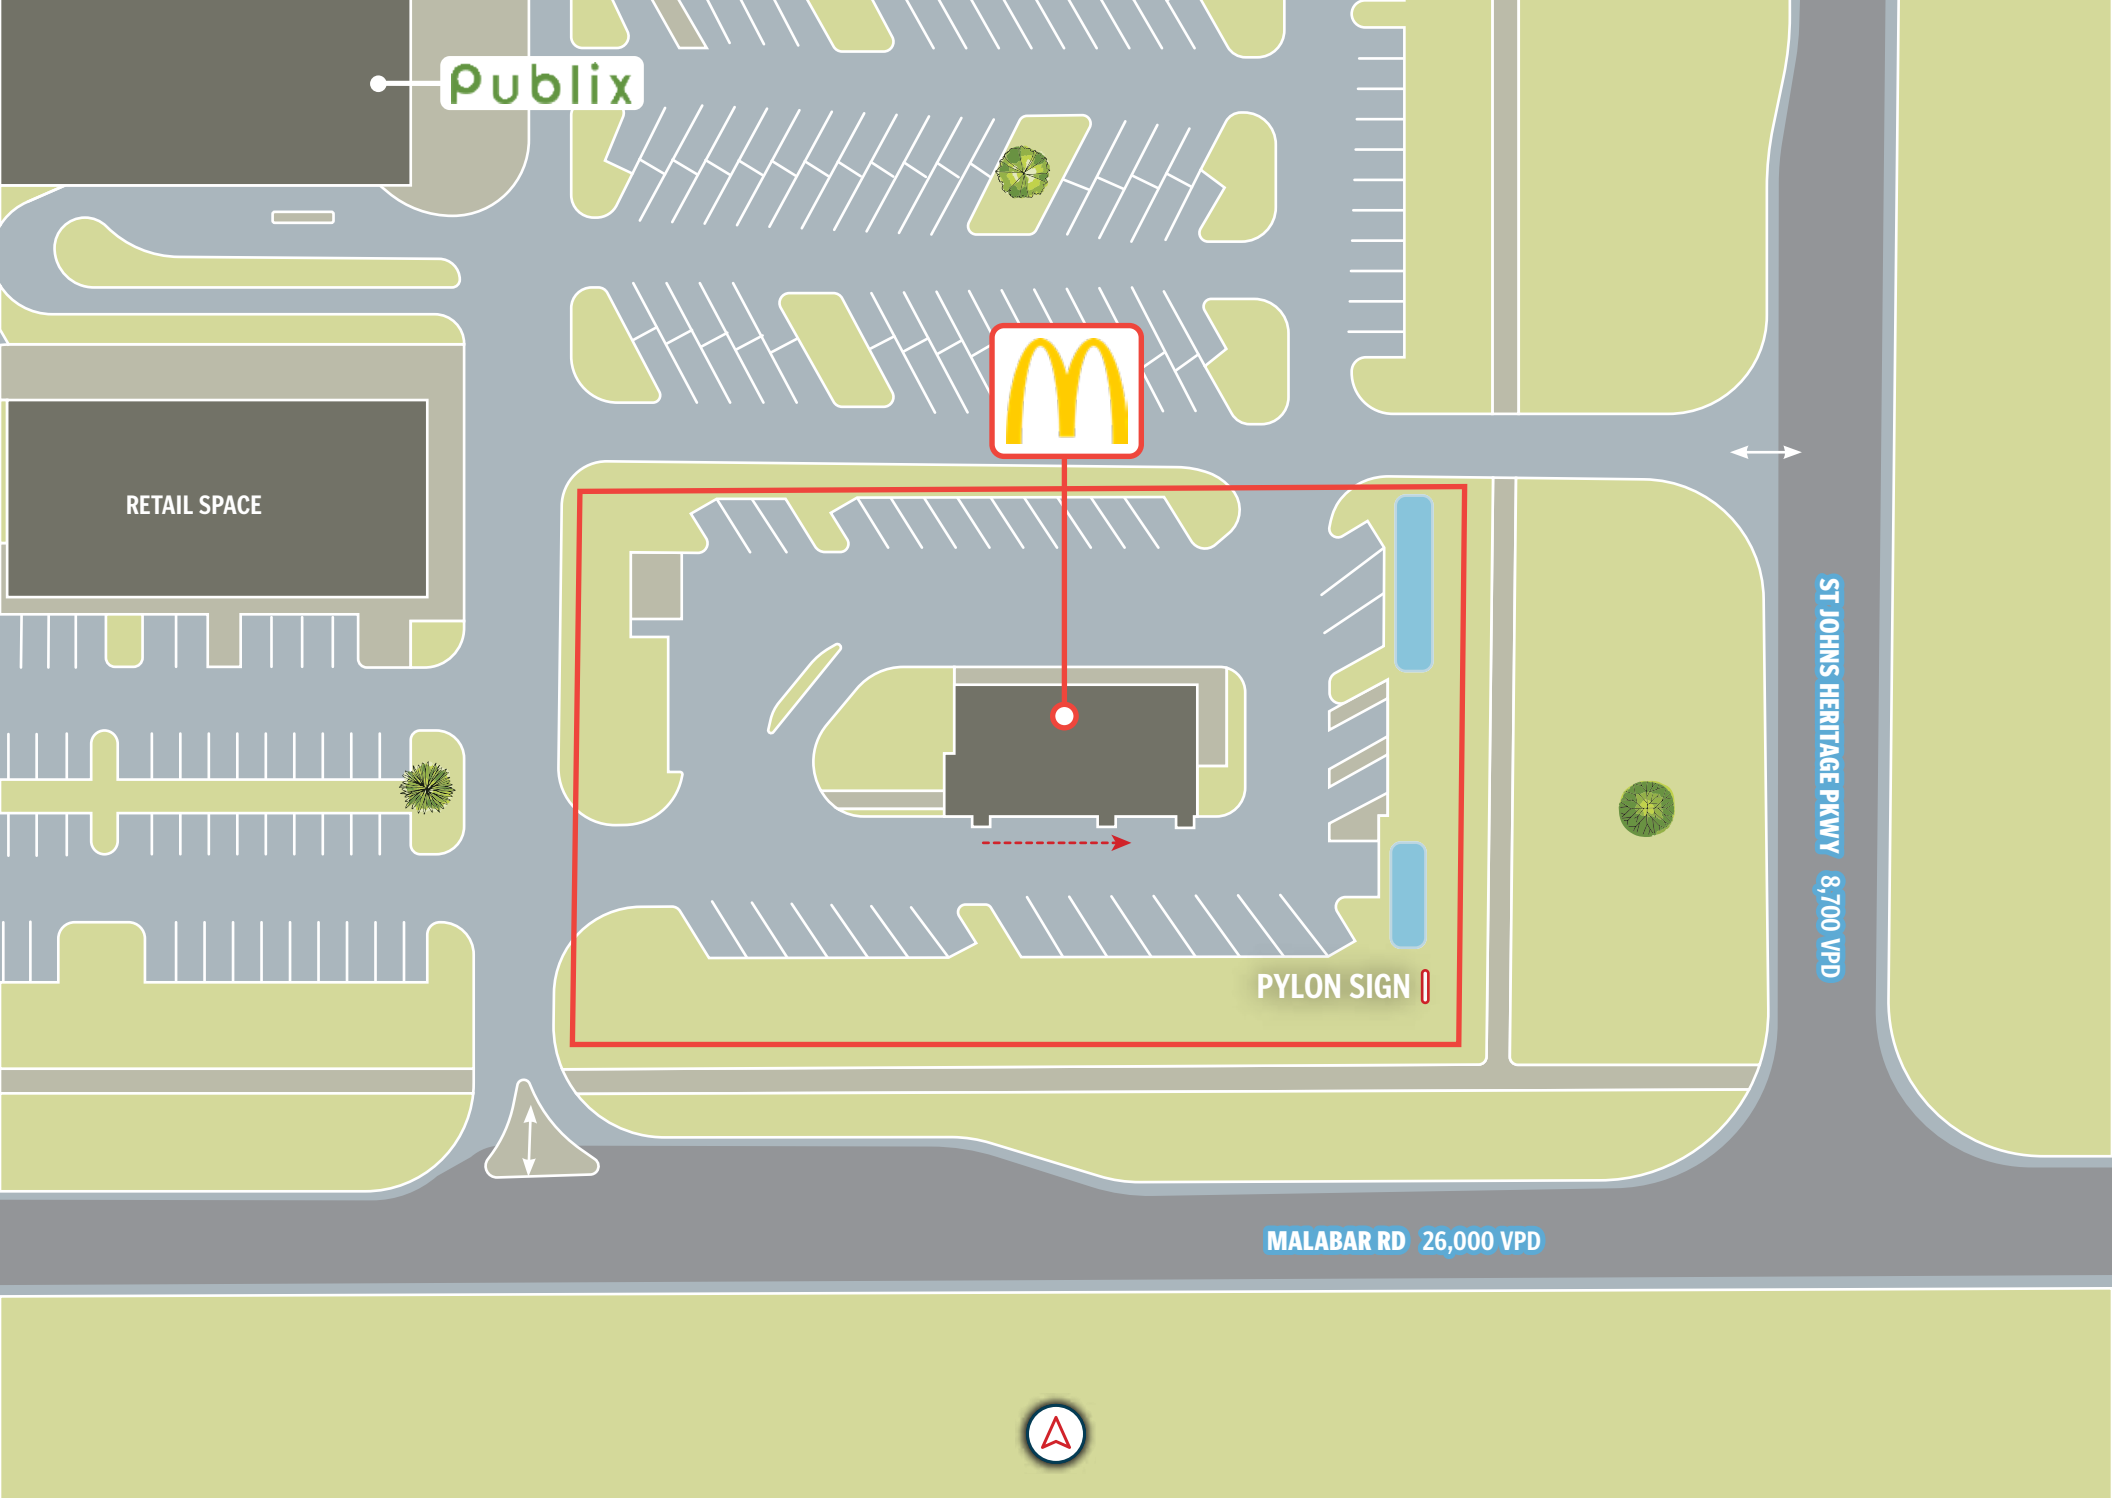 Publix
RETAIL SPACE
ST JOHNS HERITAGE PKWY 8,700 VPD
PYLON SIGN
MALABAR RD 26,000 VPD